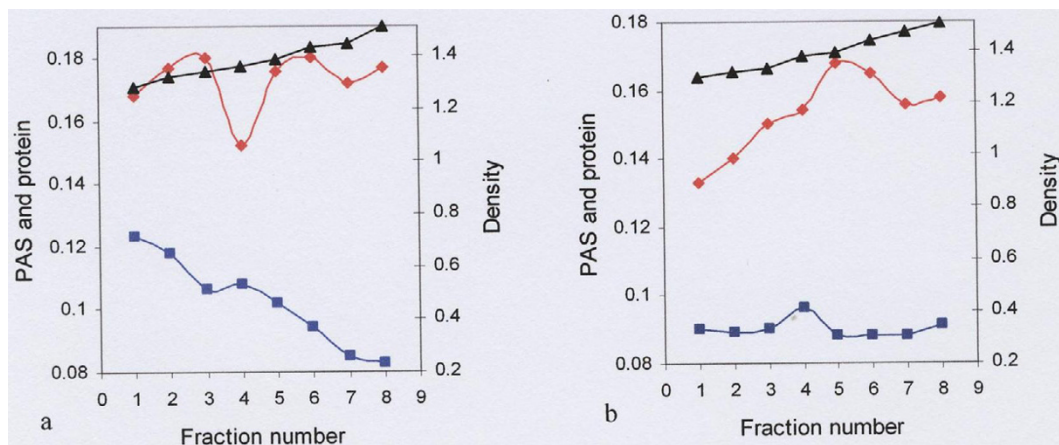 PAS and protein
0.18
0.16
0.14
0.12
0.1
0.08
1.4
1.2
1
0.8
0.6
0.4
0.2
Density
0 1 2 3 4 5 6 7 8 9
a
Fraction number
PAS and protein
0.18
0.16
0.14
0.12
0.1
0.08
1.4
1.2
1
0.8
0.6
0.4
0.2
Density
0 1 2 3 4 5 6 7 8 9
b
Fraction number